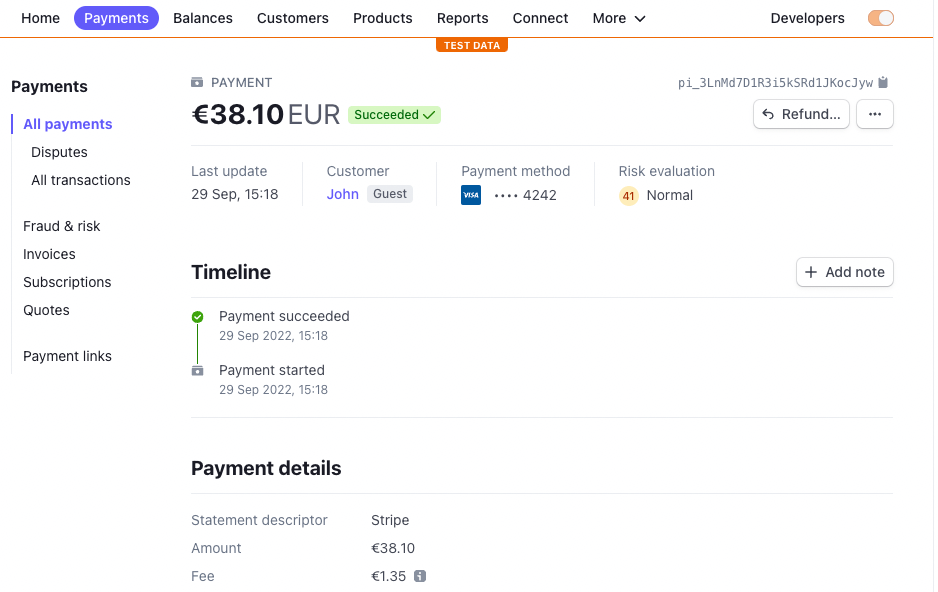 Home Payments Balances Customers Products Reports Connect More Developers
TEST DATA
Payments
All payments
Disputes
All transactions
Fraud & risk
Invoices
Subscriptions
Quotes
Payment links
PAYMENT pi_3LnMd7D1R3i5kSRd1JKocJyw
€38.10 EUR Succeeded Refund...
Last update Customer Payment method Risk evaluation
29 Sep, 15:18 John Guest VISA •••• 4242 41 Normal
Timeline Add note
Payment succeeded
29 Sep 2022, 15:18
Payment started
29 Sep 2022, 15:18
Payment details
Statement descriptor Stripe
Amount €38.10
Fee €1.35